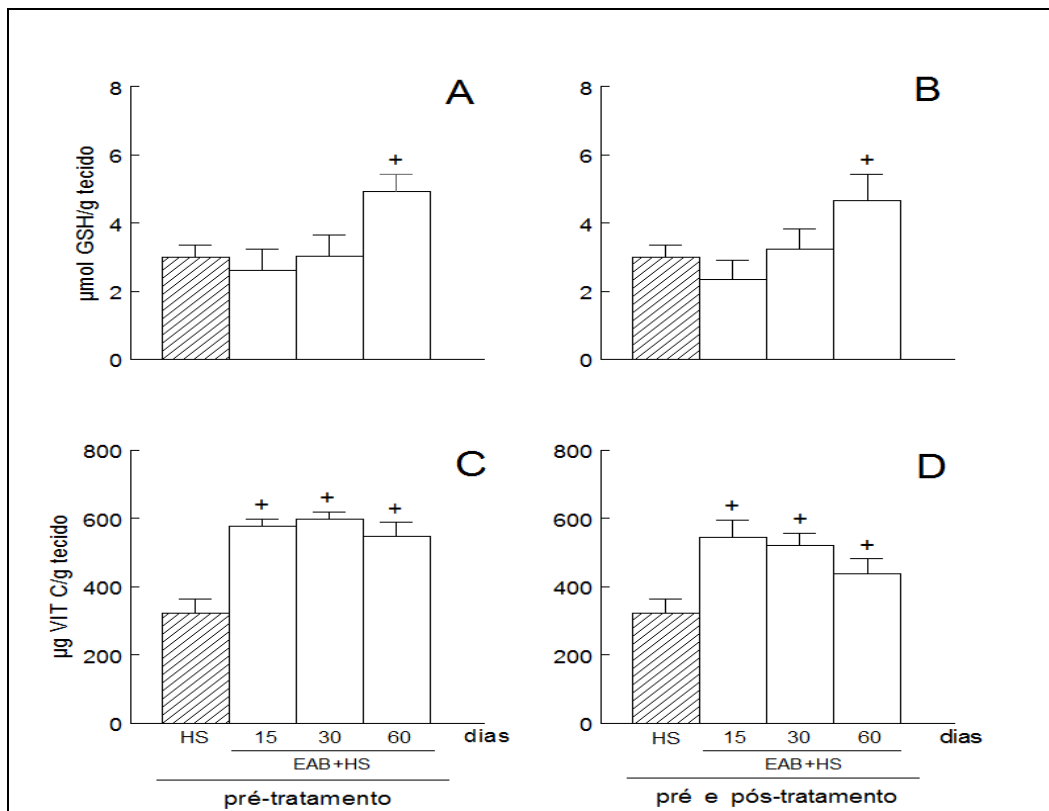 A
8
6
4
2
0
+
µmol GSH/g tecido
B
8
6
4
2
0
+
C
800
600
400
200
0
+ + +
µg VIT C/g tecido
HS 15 30 60 dias
EAB+HS
pré-tratamento
D
800
600
400
200
0
+ + +
HS 15 30 60 dias
EAB+HS
pré e pós-tratamento